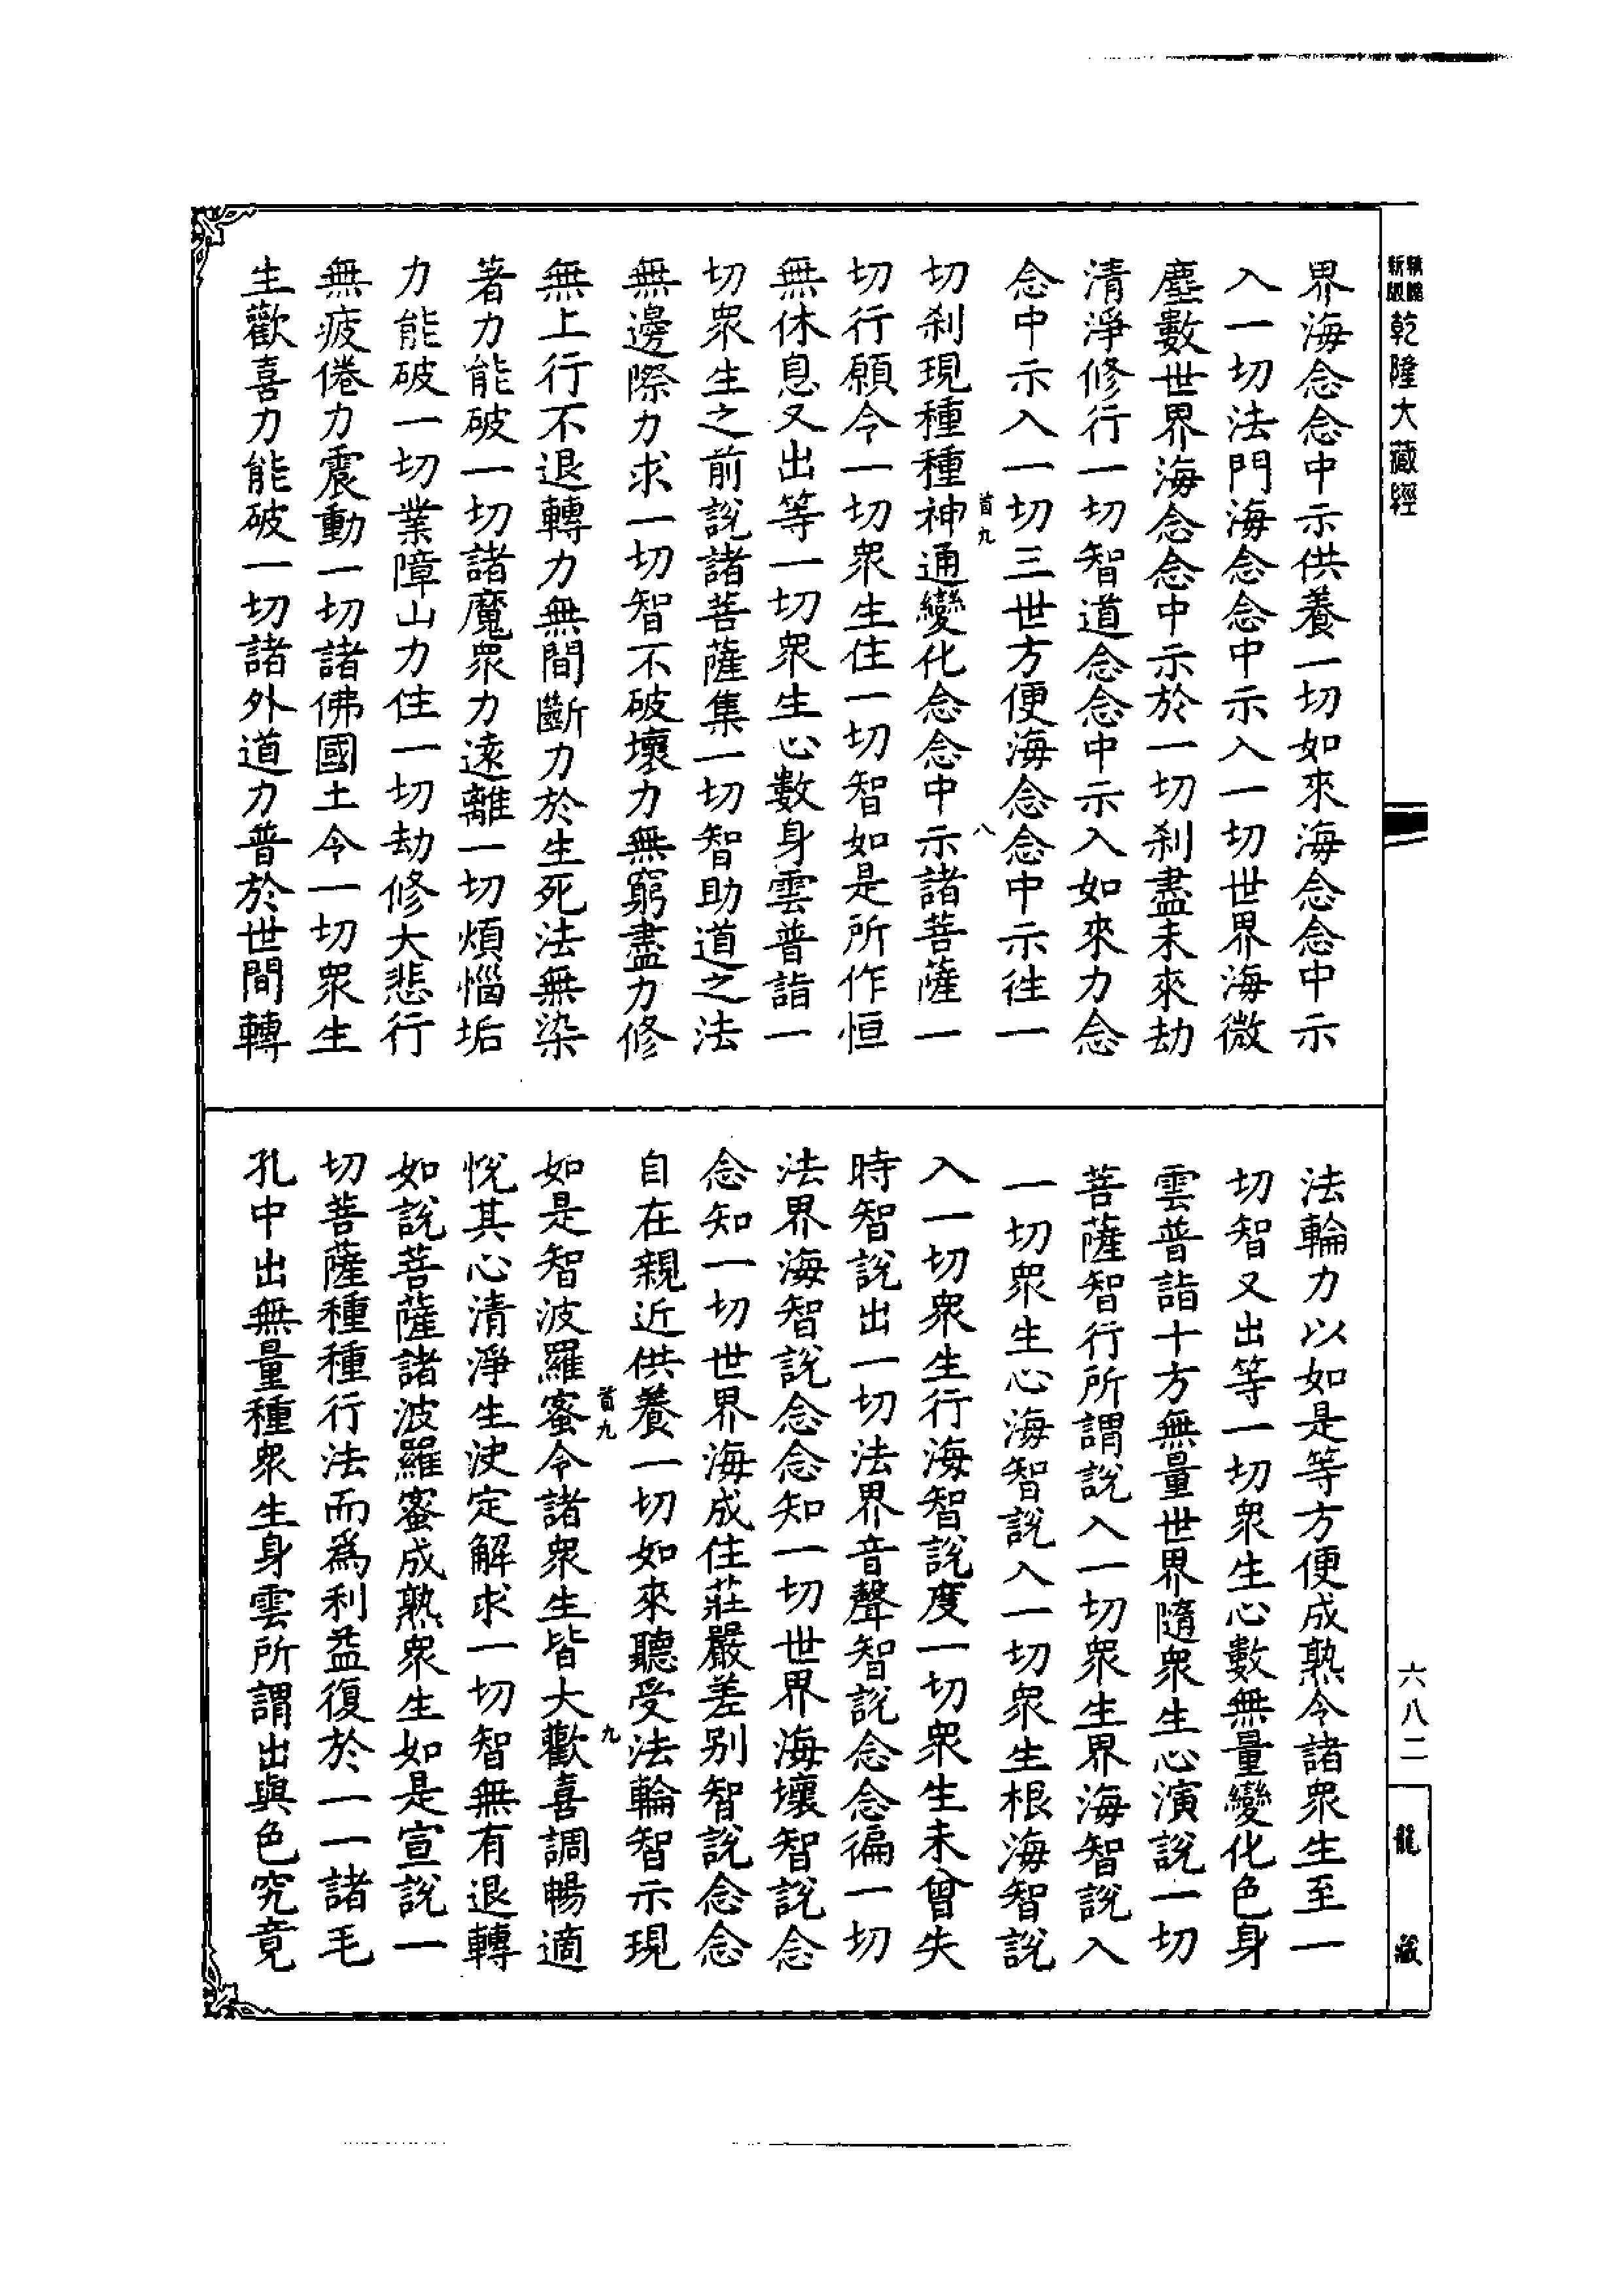 乾隆大藏經
界海念念中示供養一切如來海念念中示
入一切法門海念念中示入一切世界海微
塵數世界海念念中示於一切刹盡未來劫
清淨修行一切智道念念中示入如來力念
念中示入一切三世方便海念念中示往一
首九
八
切刹現種種神通變化念念中示諸菩薩一
切行願令一切衆生住一切智如是所作恒
無休息又出等一切衆生心數身雲普詣一
切衆生之前說諸菩薩集一切智助道之法
無邊際力求一切智不破壞力無窮盡力修
無上行不退轉力無間斷力於生死法無染
著力能破一切諸魔衆力遠離一切煩惱垢
力能破一切業障山力住一切劫修大悲行
無疲倦力震動一切諸佛國土令一切衆生
生歡喜力能破一切諸外道力普於世間轉
法輪力以如是等方便成熟令諸衆生至一
切智又出等一切衆生心數無量變化色身
雲普詣十方無量世界隨衆生心演說一切
菩薩智行所謂說入一切衆生界海智說入
一切衆生心海智說入一切衆生根海智說
入一切衆生行海智說度一切衆生未曾失
時智說出一切法界音聲智說念念徧一切
法界海智說念念知一切世界海壞智說念
念知一切世界海成住莊嚴差別智說念念
自在親近供養一切如來聽受法輪智示現
首九
九
如是智波羅蜜令諸衆生皆大歡喜調暢適
悅其心清淨生決定解求一切智無有退轉
如說菩薩諸波羅蜜成熟衆生如是宣說一
切菩薩種種行法而爲利益復於一一諸毛
孔中出無量種衆生身雲所謂出與色究竟
六八二
龍藏